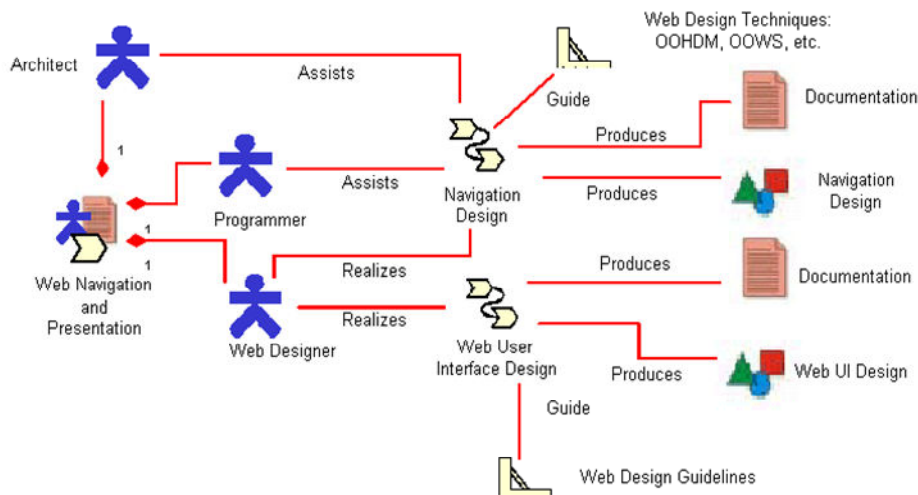 Web Design Techniques:
OOHDM, OOWS, etc.
Architect
Assists
Guide
Documentation
Produces
1
Assists
Navigation
Design
Produces
Navigation
Design
Programmer
1
Web Navigation
and
Presentation
1
Realizes
Produces
Documentation
Realizes
Web Designer
Web User
Interface Design
Produces
Web UI Design
Guide
Web Design Guidelines